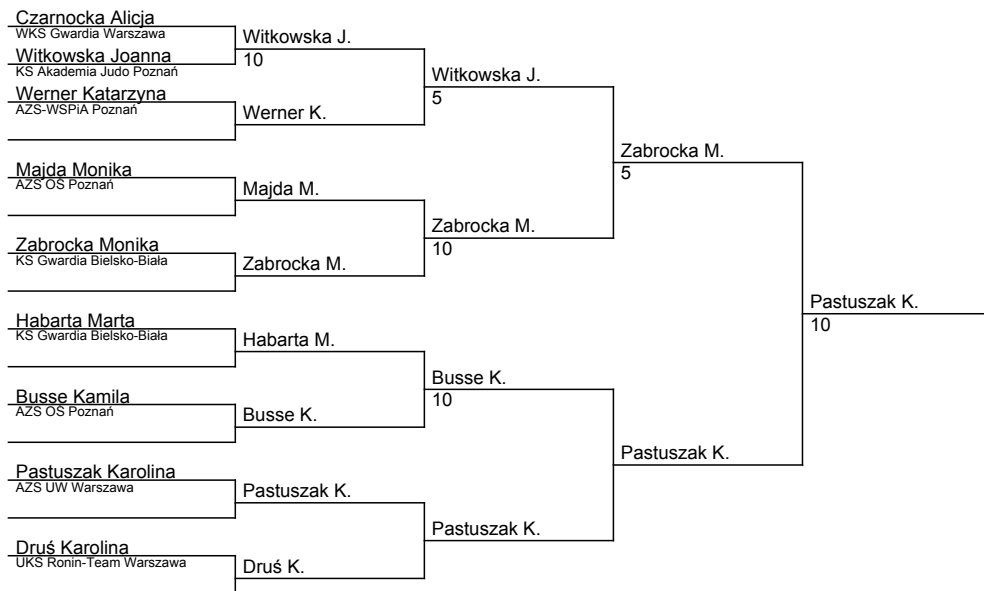 Czarnocka Alicja
WKS Gwardia Warszawa
Witkowska J.
10
Witkowska Joanna
KS Akademia Judo Poznań
Witkowska J.
5
Werner Katarzyna
AZS-WSPiA Poznań
Werner K.
Zabrocka M.
5
Majda Monika
AZS OŚ Poznań
Majda M.
Zabrocka M.
10
Zabrocka Monika
KS Gwardia Bielsko-Biała
Zabrocka M.
Pastuszak K.
10
Habarta Marta
KS Gwardia Bielsko-Biała
Habarta M.
Busse K.
10
Busse Kamila
AZS OŚ Poznań
Busse K.
Pastuszak K.
Pastuszak Karolina
AZS UW Warszawa
Pastuszak K.
Pastuszak K.
Druś Karolina
UKS Ronin-Team Warszawa
Druś K.